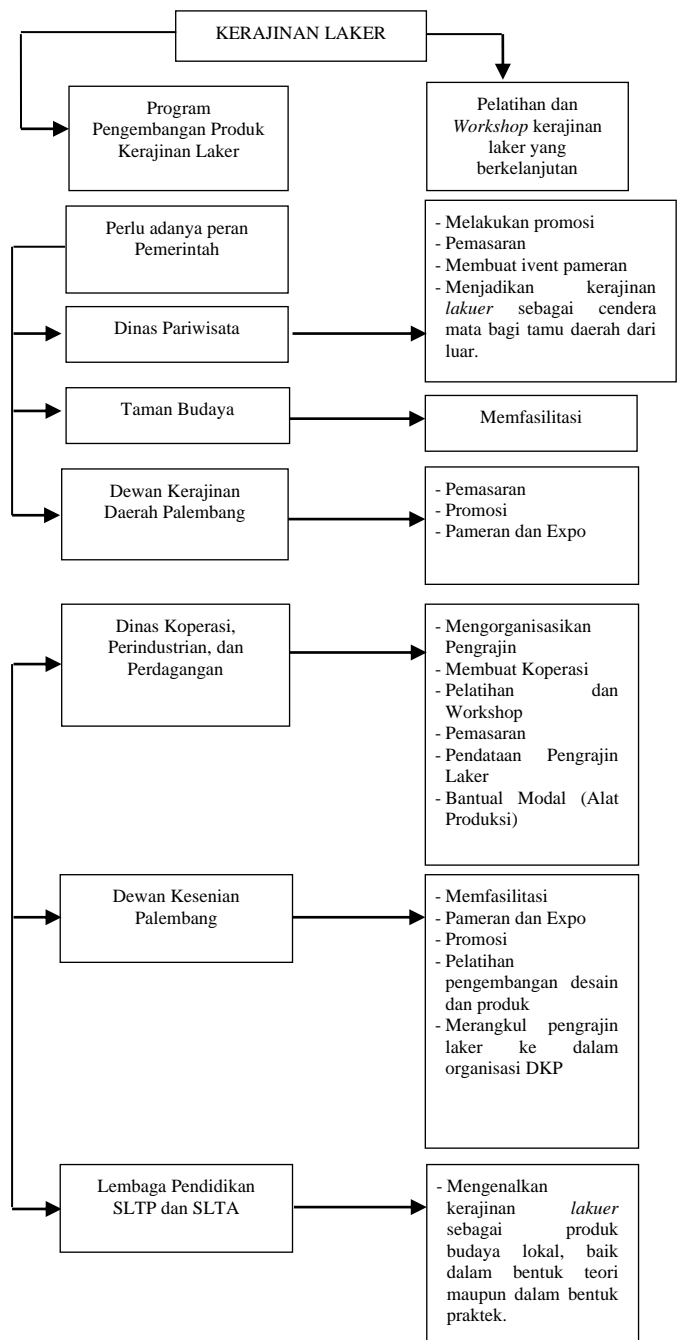 KERAJINAN LAKER
Program
Pengembangan Produk
Kerajinan Laker
Pelatihan dan
Workshop kerajinan
laker yang
berkelanjutan
Perlu adanya peran
Pemerintah
- Melakukan promosi
- Pemasaran
- Membuat ivent pameran
- Menjadikan kerajinan
lakuer sebagai cendera
mata bagi tamu daerah dari
luar.
Dinas Pariwisata
Taman Budaya
Memfasilitasi
Dewan Kerajinan
Daerah Palembang
- Pemasaran
- Promosi
- Pameran dan Expo
Dinas Koperasi,
Perindustrian, dan
Perdagangan
- Mengorganisasikan
Pengrajin
- Membuat Koperasi
- Pelatihan dan
Workshop
- Pemasaran
- Pendataan Pengrajin
Laker
- Bantual Modal (Alat
Produksi)
Dewan Kesenian
Palembang
- Memfasilitasi
- Pameran dan Expo
- Promosi
- Pelatihan
pengembangan desain
dan produk
- Merangkul pengrajin
laker ke dalam
organisasi DKP
Lembaga Pendidikan
SLTP dan SLTA
- Mengenalkan
kerajinan lakuer
sebagai produk
budaya lokal, baik
dalam bentuk teori
maupun dalam bentuk
praktek.